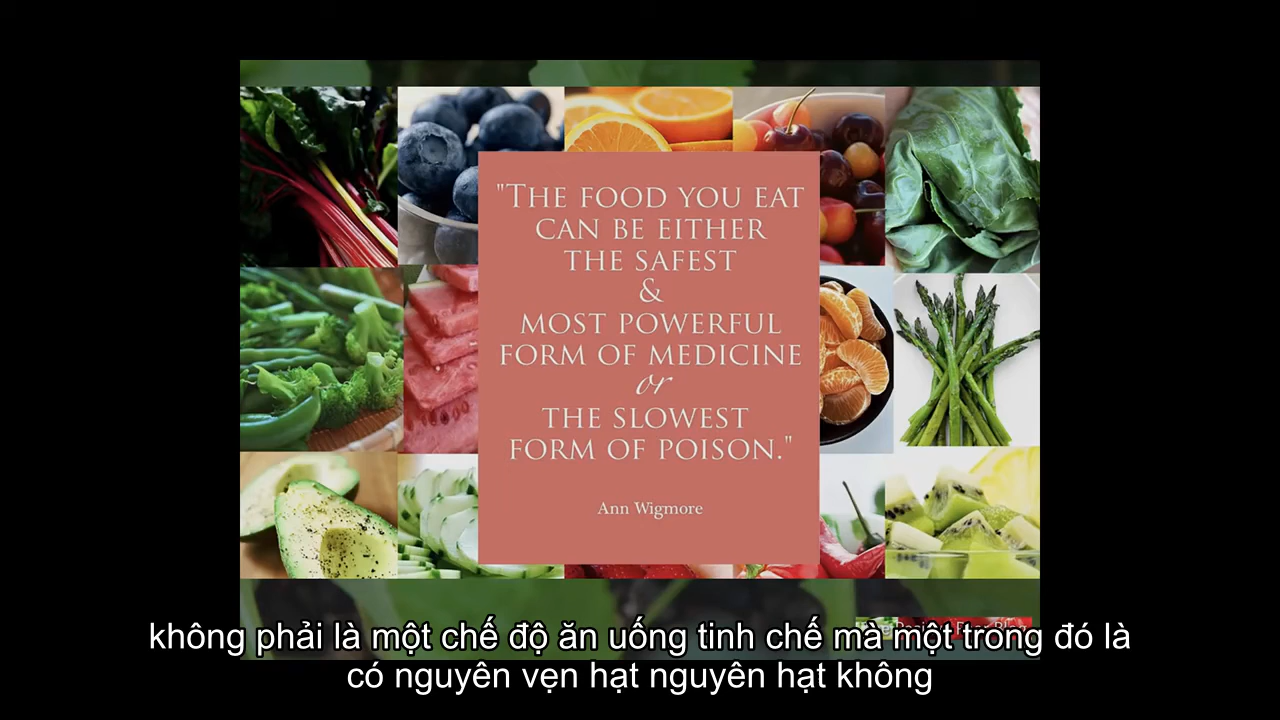 "The food you eat
can be either
the safest
&
most powerful
form of medicine
or
the slowest
form of poison."
Ann Wigmore
không phải là một chế độ ăn uống tinh chế mà một trong đó là
có nguyên vẹn hạt nguyên hạt không